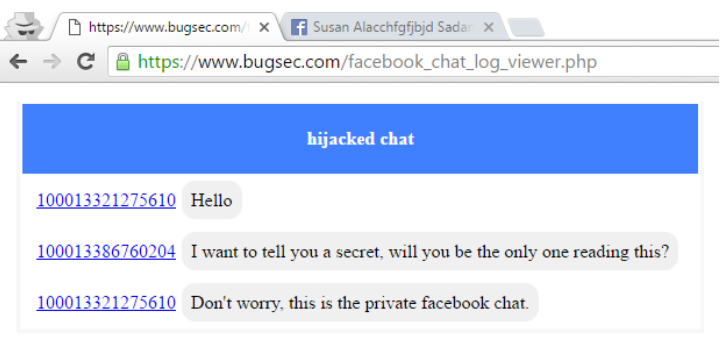 https://www.bugsec.com/
Susan Alacchfgfjbjd Sadan
https://www.bugsec.com/facebook_chat_log_viewer.php
hijacked chat
100013321275610 Hello
100013386760204 I want to tell you a secret, will you be the only one reading this?
100013321275610 Don't worry, this is the private facebook chat.